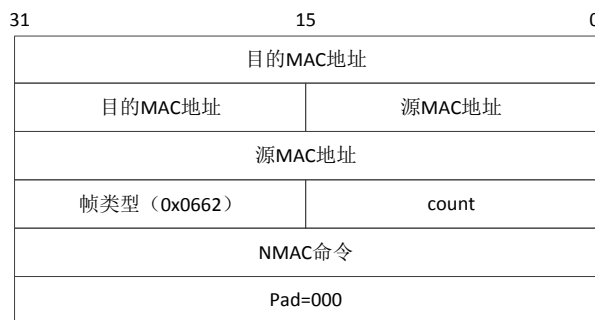 31 15 0
目的MAC地址
目的MAC地址 源MAC地址
源MAC地址
帧类型（0x0662） count
NMAC命令
Pad=000